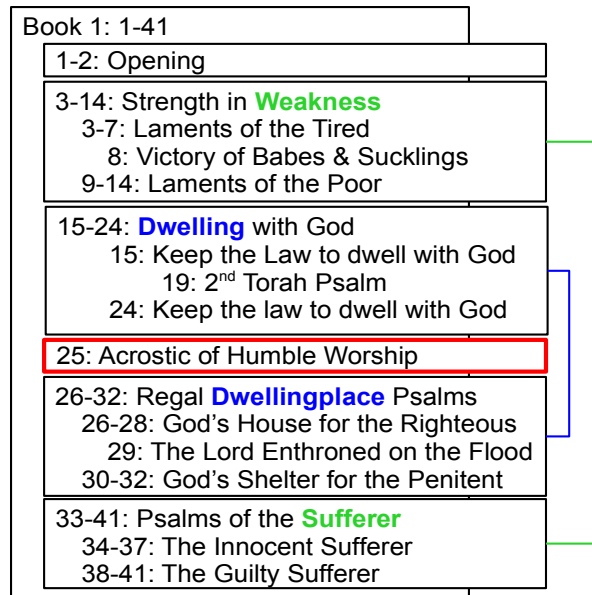 Book 1: 1-41
1-2: Opening
3-14: Strength in Weakness
3-7: Laments of the Tired
8: Victory of Babes & Sucklings
9-14: Laments of the Poor
15-24: Dwelling with God
15: Keep the Law to dwell with God
19: 2nd Torah Psalm
24: Keep the law to dwell with God
25: Acrostic of Humble Worship
26-32: Regal Dwellingplace Psalms
26-28: God's House for the Righteous
29: The Lord Enthroned on the Flood
30-32: God's Shelter for the Penitent
33-41: Psalms of the Sufferer
34-37: The Innocent Sufferer
38-41: The Guilty Sufferer